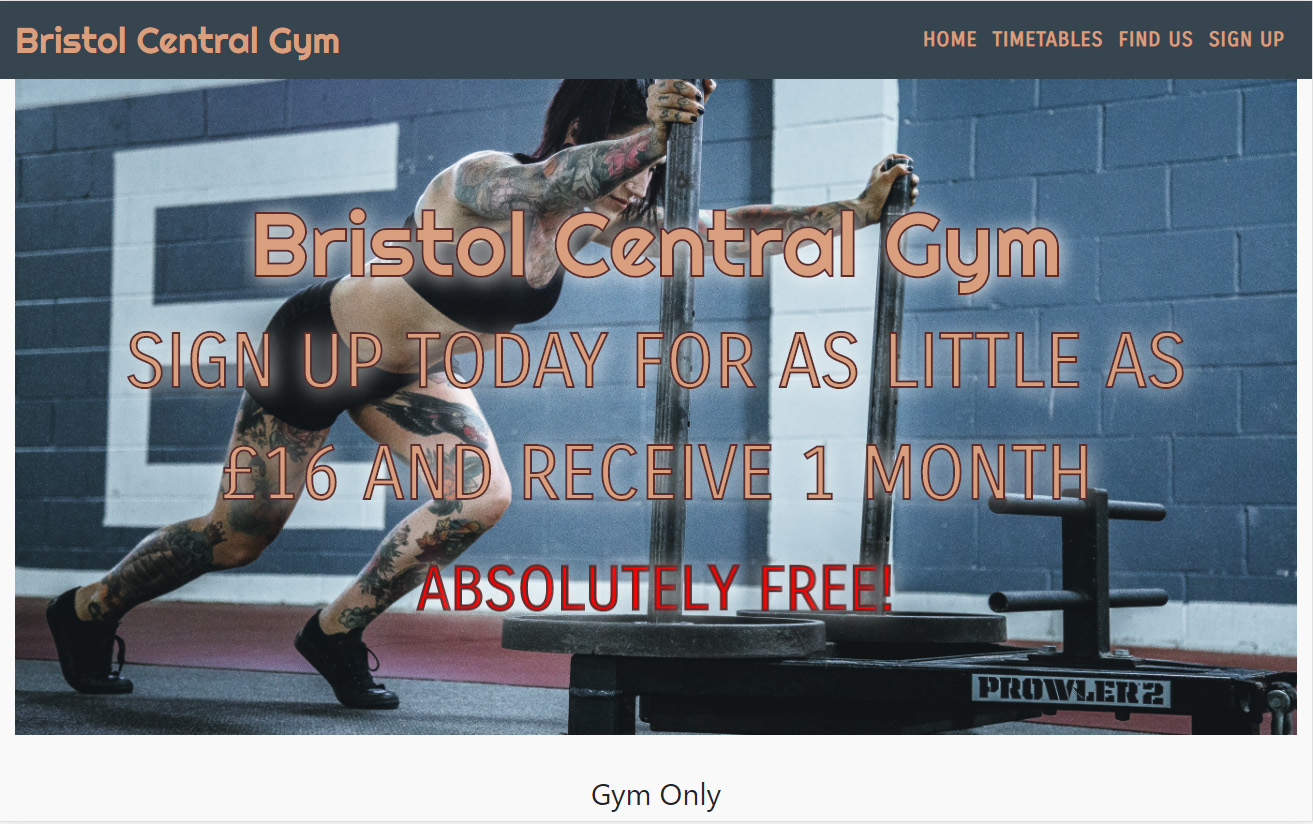 Bristol Central Gym
HOME TIMETABLES FIND US SIGN UP
Bristol Central Gym
SIGN UP TODAY FOR AS LITTLE AS
£16 AND RECEIVE 1 MONTH
ABSOLUTELY FREE!
PROWLER2
Gym Only